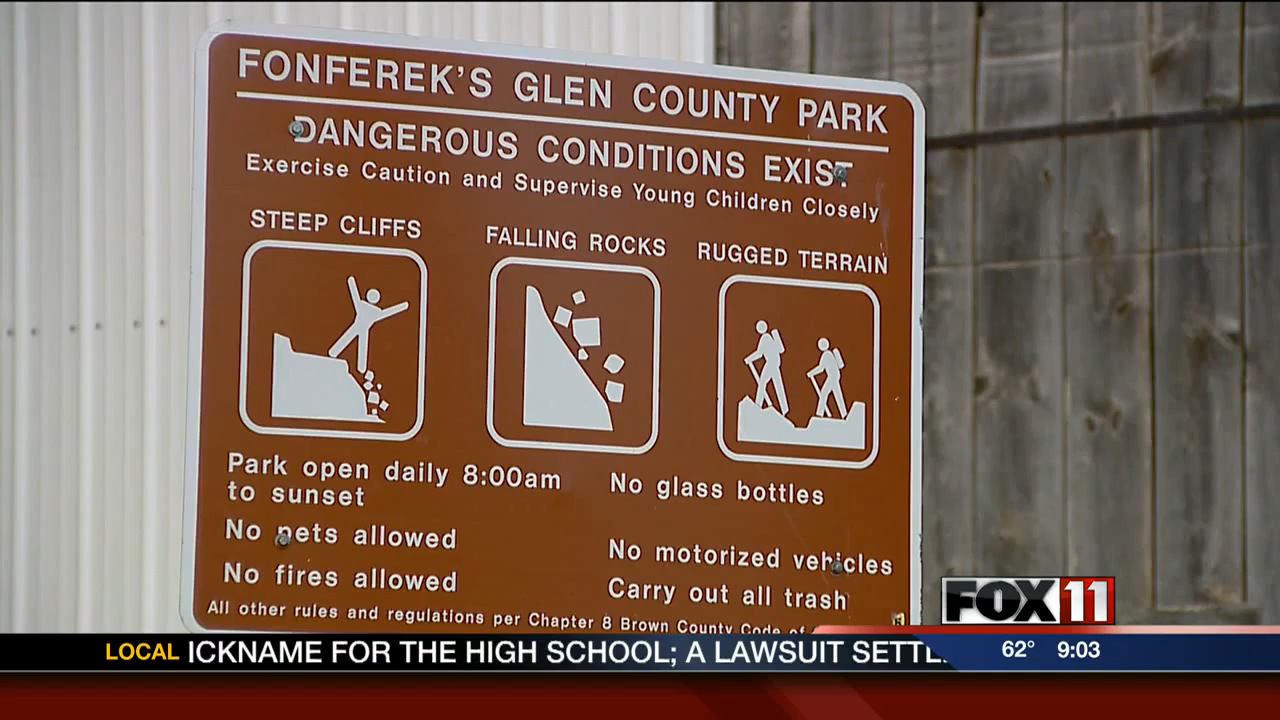 FONFEREK'S GLEN COUNTY PARK
DANGEROUS CONDITIONS EXIST
Exercise Caution and Supervise Young Children Closely
STEEP CLIFFS
FALLING ROCKS
RUGGED TERRAIN
Park open daily 8:00am
to sunset
No pets allowed
No fires allowed
No glass bottles
No motorized vehicles
Carry out all trash
All other rules and regulations per Chapter 8 Brown County Code of
FOX 11
LOCAL ICKNAME FOR THE HIGH SCHOOL; A LAWSUIT SETTL
62° 9:03